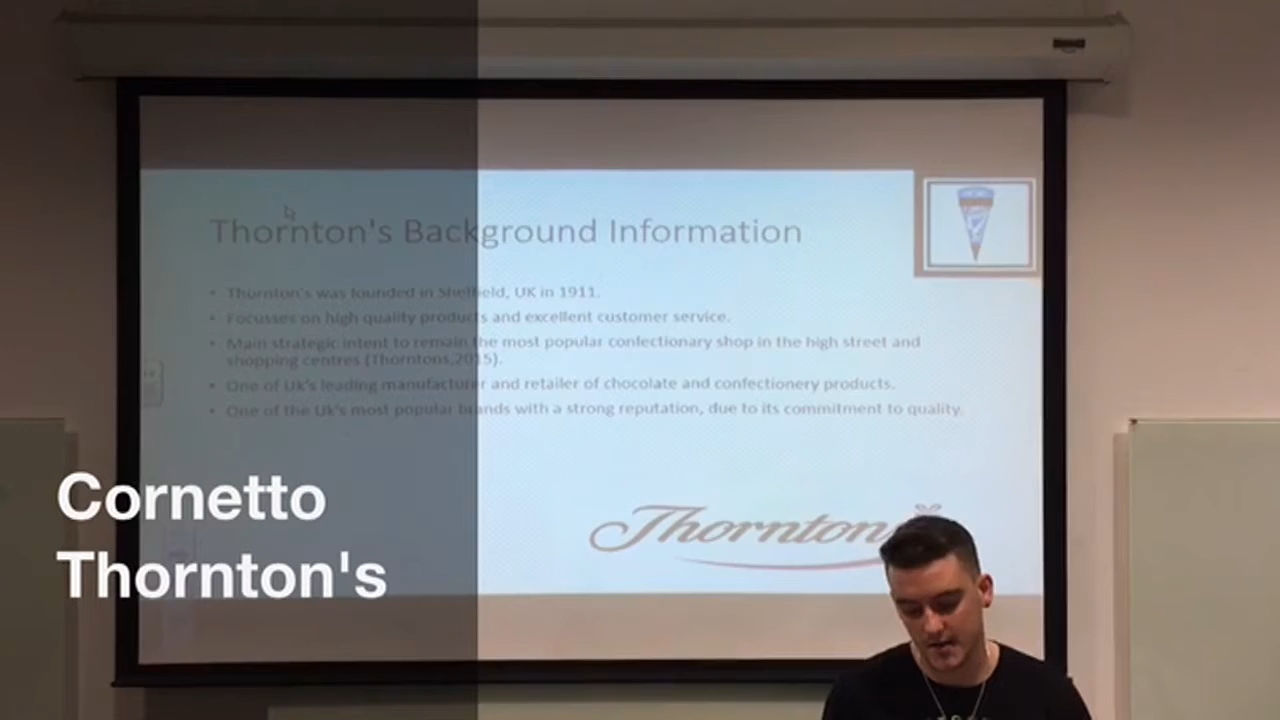 Thornton's Background Information
• Thornton's was founded in Sheffield, UK in 1911.
• Focusses on high quality products and excellent customer service.
• Main strategic intent to remain the most popular confectionary shop in the high street and
shopping centres (Thorntons,2015).
• One of Uk's leading manufacturer and retailer of chocolate and confectionery products.
• One of the Uk's most popular brands with a strong reputation, due to its commitment to quality.
Cornetto
Thornton's
Thornton